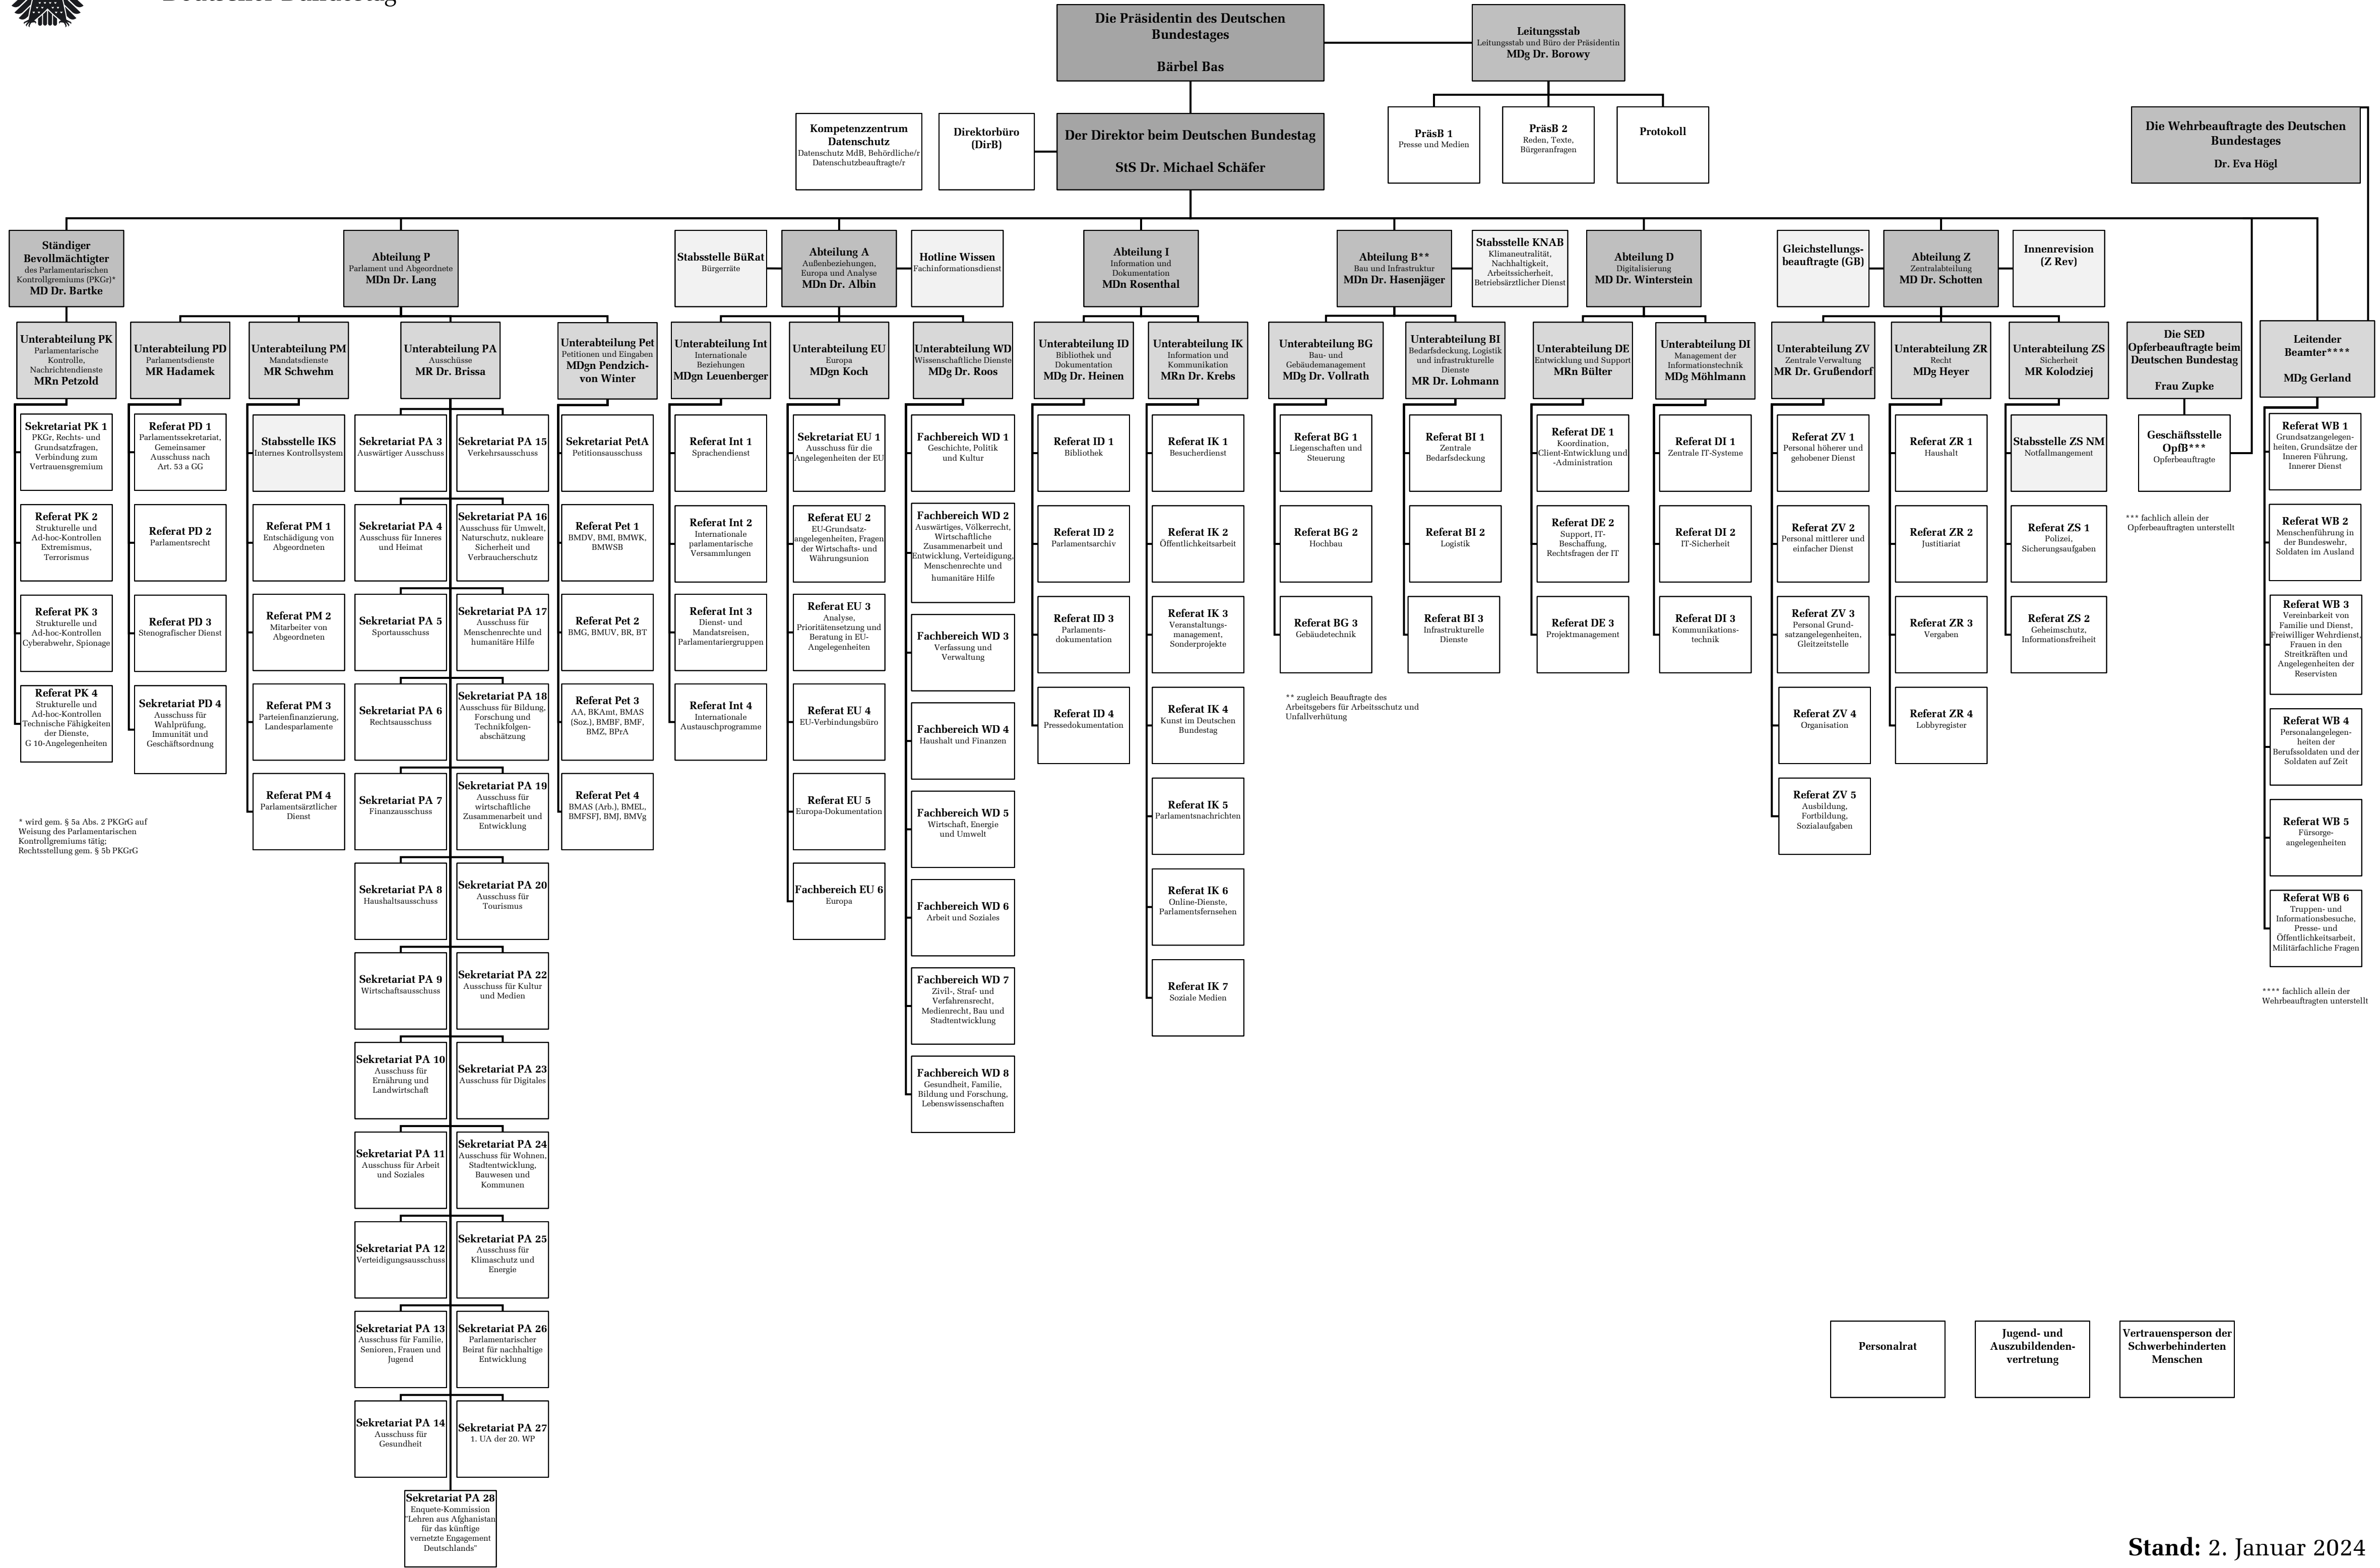 Deutscher Bundestag
Die Präsidentin des Deutschen
Bundestages
Bärbel Bas
Leitungsstab
Leitungsstab und Büro der Präsidentin
MDg Dr. Borowy
Kompetenzzentrum
Datenschutz
Datenschutz MdB, Behördliche/r
Datenschutzbeauftragte/r
Direktorbüro
(DirB)
Der Direktor beim Deutschen Bundestag
StS Dr. Michael Schäfer
PräsB 1
Presse und Medien
PräsB 2
Reden, Texte,
Bürgeranfragen
Protokoll
Die Wehrbeauftragte des Deutschen
Bundestages
Dr. Eva Högl
Ständiger
Bevollmächtigter
des Parlamentarischen
Kontrollgremiums (PKGr)*
MD Dr. Bartke
Abteilung P
Parlament und Abgeordnete
MDn Dr. Lang
Stabsstelle BüRat
Bürgerräte
Abteilung A
Außenbeziehungen,
Europa und Analyse
MDn Dr. Albin
Hotline Wissen
Fachinformationsdienst
Abteilung I
Information und
Dokumentation
MDn Rosenthal
Abteilung B**
Bau und Infrastruktur
MDn Dr. Hasenjäger
Stabsstelle KNAB
Klimaneutralität,
Nachhaltigkeit,
Arbeitssicherheit,
Betriebsärztlicher Dienst
Abteilung D
Digitalisierung
MD Dr. Winterstein
Gleichstellungs-
beauftragte (GB)
Abteilung Z
Zentralabteilung
MD Dr. Schotten
Innenrevision
(Z Rev)
Unterabteilung PK
Parlamentarische
Kontrolle,
Nachrichtendienste
MRn Petzold
Unterabteilung PD
Parlamentsdienste
MR Hadamek
Unterabteilung PM
Mandatsdienste
MR Schwehm
Unterabteilung PA
Ausschüsse
MR Dr. Brissa
Unterabteilung Pet
Petitionen und Eingaben
MDgn Pendzich-
von Winter
Unterabteilung Int
Internationale
Beziehungen
MDgn Leuenberger
Unterabteilung EU
Europa
MDgn Koch
Unterabteilung WD
Wissenschaftliche Dienste
MDg Dr. Roos
Unterabteilung ID
Bibliothek und
Dokumentation
MDg Dr. Heinen
Unterabteilung IK
Information und
Kommunikation
MRn Dr. Krebs
Unterabteilung BG
Bau- und
Gebäudemanagement
MDg Dr. Vollrath
Unterabteilung BI
Bedarfsdeckung, Logistik
und infrastrukturelle
Dienste
MR Dr. Lohmann
Unterabteilung DE
Entwicklung und Support
MRn Bülter
Unterabteilung DI
Management der
Informationstechnik
MDg Möhlmann
Unterabteilung ZV
Zentrale Verwaltung
MR Dr. Grußendorf
Unterabteilung ZR
Recht
MDg Heyer
Unterabteilung ZS
Sicherheit
MR Kolodziej
Die SED
Opferbeauftragte beim
Deutschen Bundestag
Frau Zupke
Leitender
Beamter****
MDg Gerland
Sekretariat PK 1
PKGr, Rechts- und
Grundsatzfragen,
Verbindung zum
Vertrauensgremium
Referat PK 2
Strukturelle und
Ad-hoc-Kontrollen
Extremismus,
Terrorismus
Referat PK 3
Strukturelle und
Ad-hoc-Kontrollen
Cyberabwehr, Spionage
Referat PK 4
Strukturelle und
Ad-hoc-Kontrollen
Technische Fähigkeiten
der Dienste,
G 10-Angelegenheiten
* wird gem. § 5a Abs. 2 PKGrG auf
Weisung des Parlamentarischen
Kontrollgremiums tätig;
Rechtsstellung gem. § 5b PKGrG
Referat PD 1
Parlamentssekretariat,
Gemeinsamer
Ausschuss nach
Art. 53 a GG
Referat PD 2
Parlamentsrecht
Referat PD 3
Stenografischer Dienst
Sekretariat PD 4
Ausschuss für
Wahlprüfung,
Immunität und
Geschäftsordnung
Stabsstelle IKS
Internes Kontrollsystem
Referat PM 1
Entschädigung von
Abgeordneten
Referat PM 2
Mitarbeiter von
Abgeordneten
Referat PM 3
Parteienfinanzierung,
Landesparlamente
Referat PM 4
Parlamentsärztlicher
Dienst
Sekretariat PA 3
Auswärtiger Ausschuss
Sekretariat PA 4
Ausschuss für Inneres
und Heimat
Sekretariat PA 5
Sportausschuss
Sekretariat PA 6
Rechtsausschuss
Sekretariat PA 7
Finanzausschuss
Sekretariat PA 8
Haushaltsausschuss
Sekretariat PA 9
Wirtschaftsausschuss
Sekretariat PA 10
Ausschuss für
Ernährung und
Landwirtschaft
Sekretariat PA 11
Ausschuss für Arbeit
und Soziales
Sekretariat PA 12
Verteidigungsausschuss
Sekretariat PA 13
Ausschuss für Familie,
Senioren, Frauen und
Jugend
Sekretariat PA 14
Ausschuss für
Gesundheit
Sekretariat PA 15
Verkehrsausschuss
Sekretariat PA 16
Ausschuss für Umwelt,
Naturschutz, nukleare
Sicherheit und
Verbraucherschutz
Sekretariat PA 17
Ausschuss für
Menschenrechte und
humanitäre Hilfe
Sekretariat PA 18
Ausschuss für Bildung,
Forschung und
Technikfolgen-
abschätzung
Sekretariat PA 19
Ausschuss für
wirtschaftliche
Zusammenarbeit und
Entwicklung
Sekretariat PA 20
Ausschuss für
Tourismus
Sekretariat PA 22
Ausschuss für Kultur
und Medien
Sekretariat PA 23
Ausschuss für Digitales
Sekretariat PA 24
Ausschuss für Wohnen,
Stadtentwicklung,
Bauwesen und
Kommunen
Sekretariat PA 25
Ausschuss für
Klimaschutz und
Energie
Sekretariat PA 26
Parlamentarischer
Beirat für nachhaltige
Entwicklung
Sekretariat PA 27
1. UA der 20. WP
Sekretariat PA 28
Enquete-Kommission
"Lehren aus Afghanistan
für das künftige
vernetzte Engagement
Deutschlands"
Sekretariat PetA
Petitionsausschuss
Referat Pet 1
BMDV, BMI, BMWK,
BMWSB
Referat Pet 2
BMG, BMUV, BR, BT
Referat Pet 3
AA, BKAmt, BMAS
(Soz.), BMBF, BMF,
BMZ, BPrA
Referat Pet 4
BMAS (Arb.), BMEL,
BMFSFJ, BMJ, BMVg
Referat Int 1
Sprachendienst
Referat Int 2
Internationale
parlamentarische
Versammlungen
Referat Int 3
Dienst- und
Mandatsreisen,
Parlamentariergruppen
Referat Int 4
Internationale
Austauschprogramme
Sekretariat EU 1
Ausschuss für die
Angelegenheiten der EU
Referat EU 2
EU-Grundsatz-
angelegenheiten, Fragen
der Wirtschafts- und
Währungsunion
Referat EU 3
Analyse,
Prioritätensetzung und
Beratung in EU-
Angelegenheiten
Referat EU 4
EU-Verbindungsbüro
Referat EU 5
Europa-Dokumentation
Fachbereich EU 6
Europa
Fachbereich WD 1
Geschichte, Politik
und Kultur
Fachbereich WD 2
Auswärtiges, Völkerrecht,
Wirtschaftliche
Zusammenarbeit und
Entwicklung, Verteidigung,
Menschenrechte und
humanitäre Hilfe
Fachbereich WD 3
Verfassung und
Verwaltung
Fachbereich WD 4
Haushalt und Finanzen
Fachbereich WD 5
Wirtschaft, Energie
und Umwelt
Fachbereich WD 6
Arbeit und Soziales
Fachbereich WD 7
Zivil-, Straf- und
Verfahrensrecht,
Medienrecht, Bau und
Stadtentwicklung
Fachbereich WD 8
Gesundheit, Familie,
Bildung und Forschung,
Lebenswissenschaften
Referat ID 1
Bibliothek
Referat ID 2
Parlamentsarchiv
Referat ID 3
Parlaments-
dokumentation
Referat ID 4
Pressedokumentation
Referat IK 1
Besucherdienst
Referat IK 2
Öffentlichkeitsarbeit
Referat IK 3
Veranstaltungs-
management,
Sonderprojekte
Referat IK 4
Kunst im Deutschen
Bundestag
Referat IK 5
Parlamentsnachrichten
Referat IK 6
Online-Dienste,
Parlamentsfernsehen
Referat IK 7
Soziale Medien
Referat BG 1
Liegenschaften und
Steuerung
Referat BG 2
Hochbau
Referat BG 3
Gebäudetechnik
** zugleich Beauftragte des
Arbeitsgebers für Arbeitsschutz und
Unfallverhütung
Referat BI 1
Zentrale
Bedarfsdeckung
Referat BI 2
Logistik
Referat BI 3
Infrastrukturelle
Dienste
Referat DE 1
Koordination,
Client-Entwicklung und
-Administration
Referat DE 2
Support, IT-
Beschaffung,
Rechtsfragen der IT
Referat DE 3
Projektmanagement
Referat DI 1
Zentrale IT-Systeme
Referat DI 2
IT-Sicherheit
Referat DI 3
Kommunikations-
technik
Referat ZV 1
Personal höherer und
gehobener Dienst
Referat ZV 2
Personal mittlerer und
einfacher Dienst
Referat ZV 3
Personal Grund-
satzangelegenheiten,
Gleitzeitstelle
Referat ZV 4
Organisation
Referat ZV 5
Ausbildung,
Fortbildung,
Sozialaufgaben
Referat ZR 1
Haushalt
Referat ZR 2
Justitiariat
Referat ZR 3
Vergaben
Referat ZR 4
Lobbyregister
Stabsstelle ZS NM
Notfallmangement
Referat ZS 1
Polizei,
Sicherungsaufgaben
Referat ZS 2
Geheimschutz,
Informationsfreiheit
Geschäftsstelle
OpfB***
Opferbeauftragte
*** fachlich allein der
Opferbeauftragten unterstellt
Referat WB 1
Grundsatzangelegen-
heiten, Grundsätze der
Inneren Führung,
Innerer Dienst
Referat WB 2
Menschenführung in
der Bundeswehr,
Soldaten im Ausland
Referat WB 3
Vereinbarkeit von
Familie und Dienst,
Freiwilliger Wehrdienst,
Frauen in den
Streitkräften und
Angelegenheiten der
Reservisten
Referat WB 4
Personalangelegen-
heiten der
Berufssoldaten und der
Soldaten auf Zeit
Referat WB 5
Fürsorge-
angelegenheiten
Referat WB 6
Truppen- und
Informationsbesuche,
Presse- und
Öffentlichkeitsarbeit,
Militärfachliche Fragen
**** fachlich allein der
Wehrbeauftragten unterstellt
Personalrat
Jugend- und
Auszubildenden-
vertretung
Vertrauensperson der
Schwerbehinderten
Menschen
Stand: 2. Januar 2024